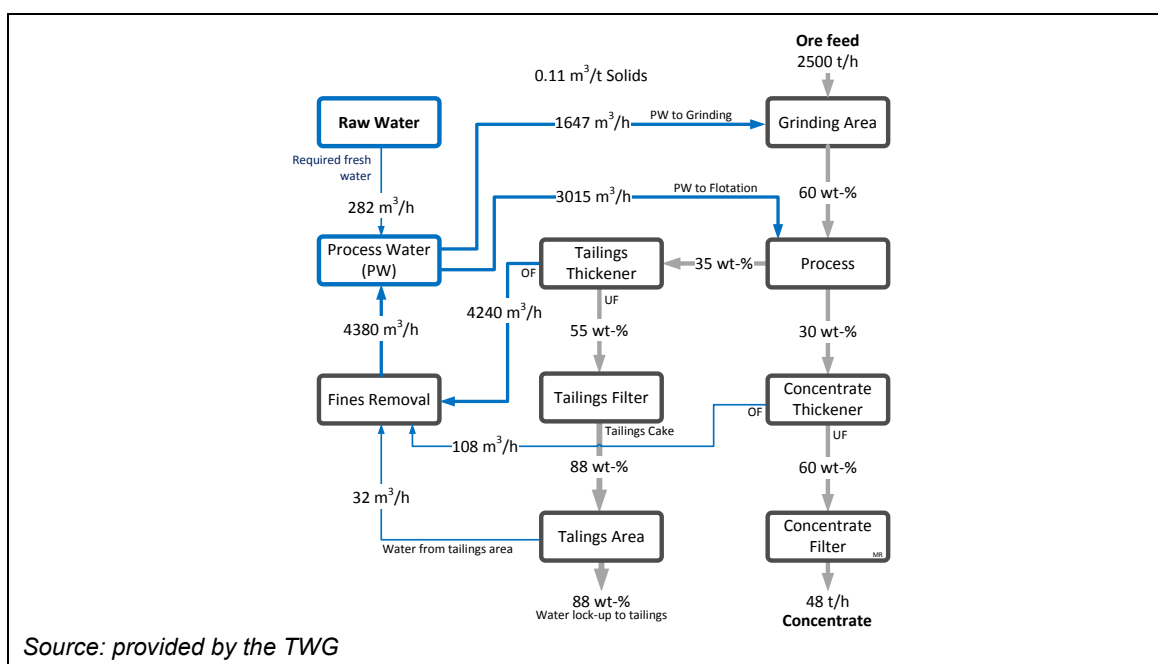 Ore feed
2500 t/h
0.11 m³/t Solids
Raw Water
1647 m³/h
PW to Grinding
Grinding Area
Required fresh
water
282 m³/h
3015 m³/h
PW to Flotation
60 wt-%
Process Water
(PW)
Tailings
Thickener
OF
35 wt-%
Process
UF
4380 m³/h
4240 m³/h
55 wt-%
30 wt-%
Fines Removal
Tailings Filter
Concentrate
Thickener
OF
Tailings Cake
UF
108 m³/h
88 wt-%
60 wt-%
32 m³/h
Talings Area
Concentrate
Filter
MR
Water from tailings area
88 wt-%
Water lock-up to tailings
48 t/h
Concentrate
Source: provided by the TWG